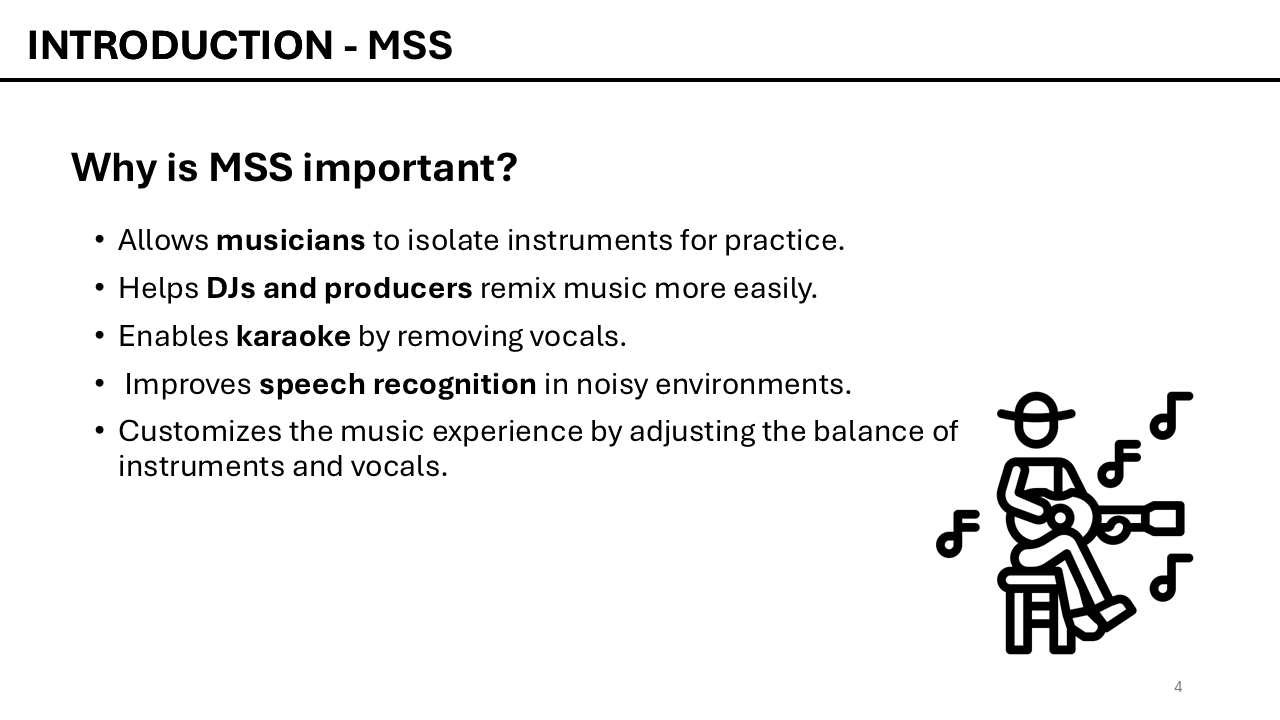 INTRODUCTION - MSS
Why is MSS important?
• Allows musicians to isolate instruments for practice.
• Helps DJs and producers remix music more easily.
• Enables karaoke by removing vocals.
• Improves speech recognition in noisy environments.
• Customizes the music experience by adjusting the balance of
instruments and vocals.
4